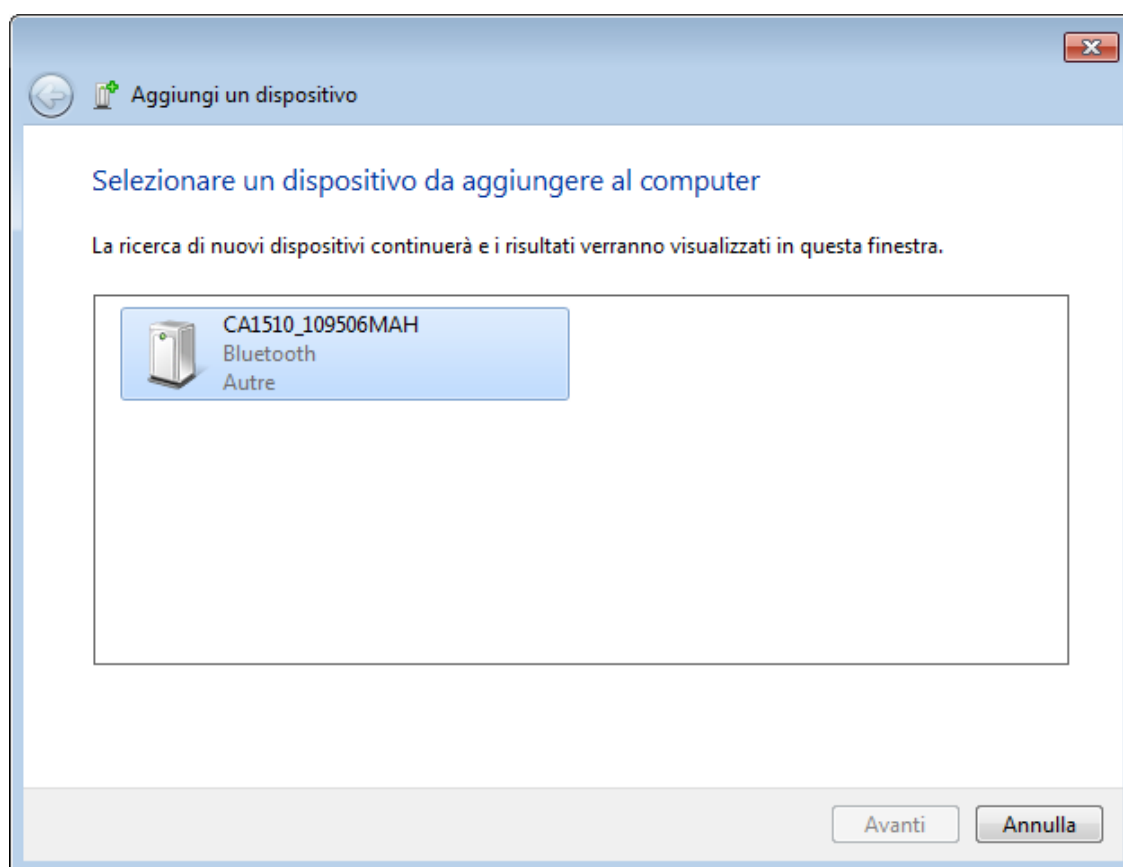 Aggiungi un dispositivo
Selezionare un dispositivo da aggiungere al computer
La ricerca di nuovi dispositivi continuerà e i risultati verranno visualizzati in questa finestra.
CA1510_109506MAH
Bluetooth
Autre
Avanti
Annulla